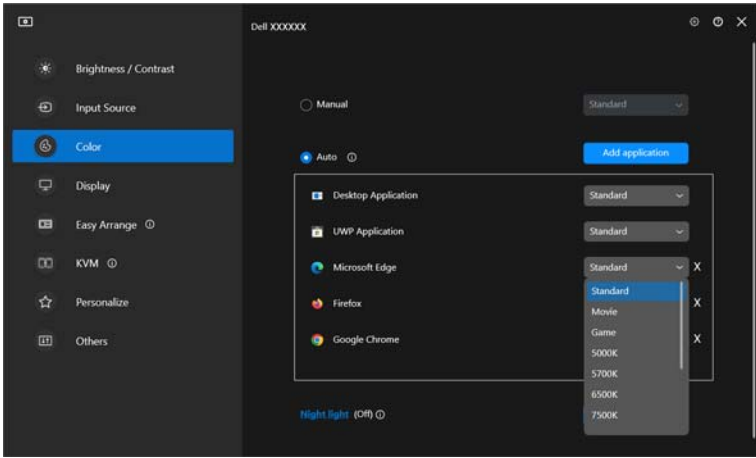 Dell XXXXXX
Brightness / Contrast
Input Source
Color
Display
Easy Arrange
KVM
Personalize
Others
Manual
Standard
Auto
Add application
Desktop Application
Standard
UWP Application
Standard
Microsoft Edge
Standard
X
Firefox
X
Google Chrome
X
Standard
Movie
Game
5000K
5700K
6500K
7500K
Night light (Off)